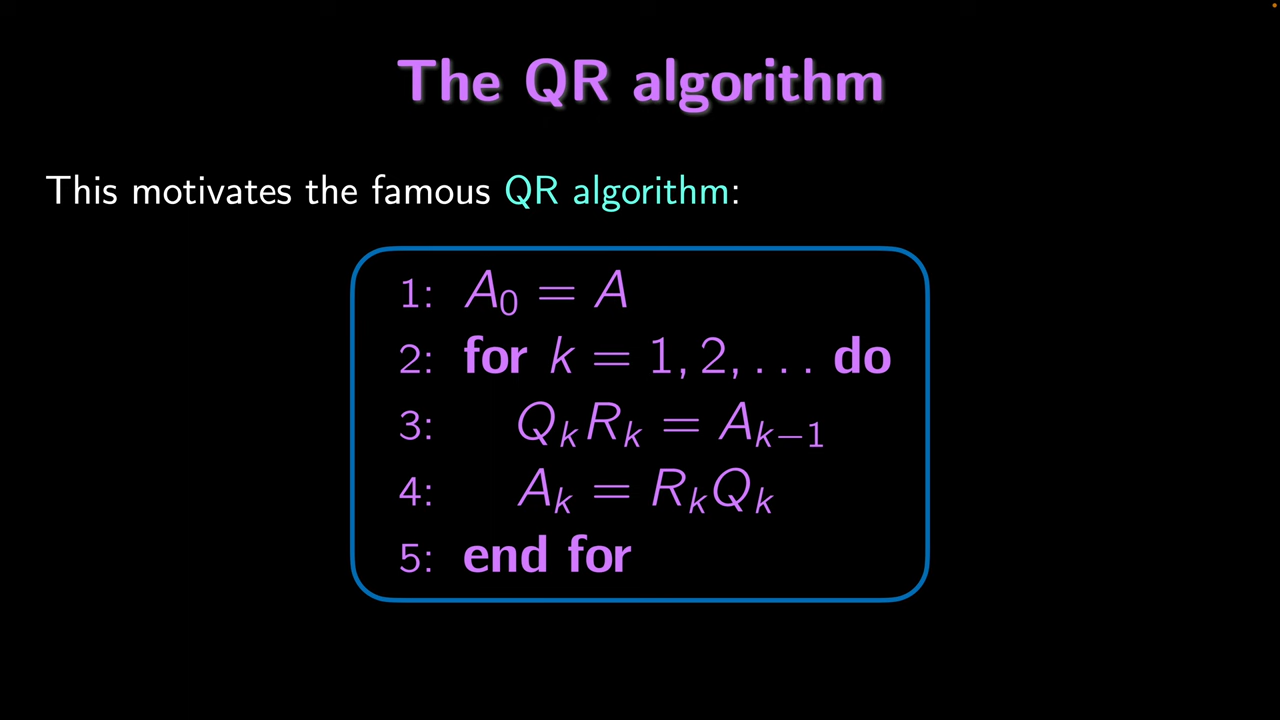 The QR algorithm
This motivates the famous QR algorithm:
1: A₀ = A
2: for k = 1, 2, . . . do
3: QₖRₖ = Aₖ₋₁
4: Aₖ = RₖQₖ
5: end for